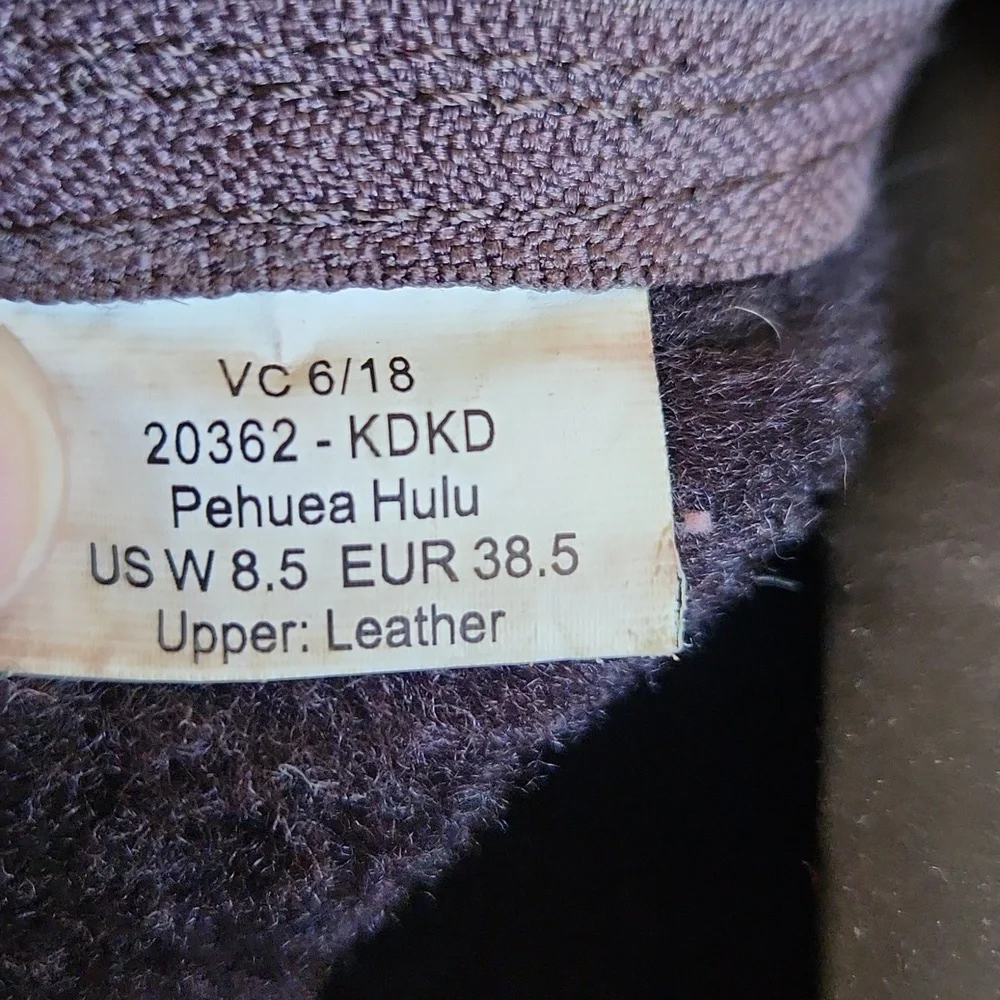 VC 6/18
20362 - KDKD
Pehuea Hulu
US W 8.5 EUR 38.5
Upper: Leather